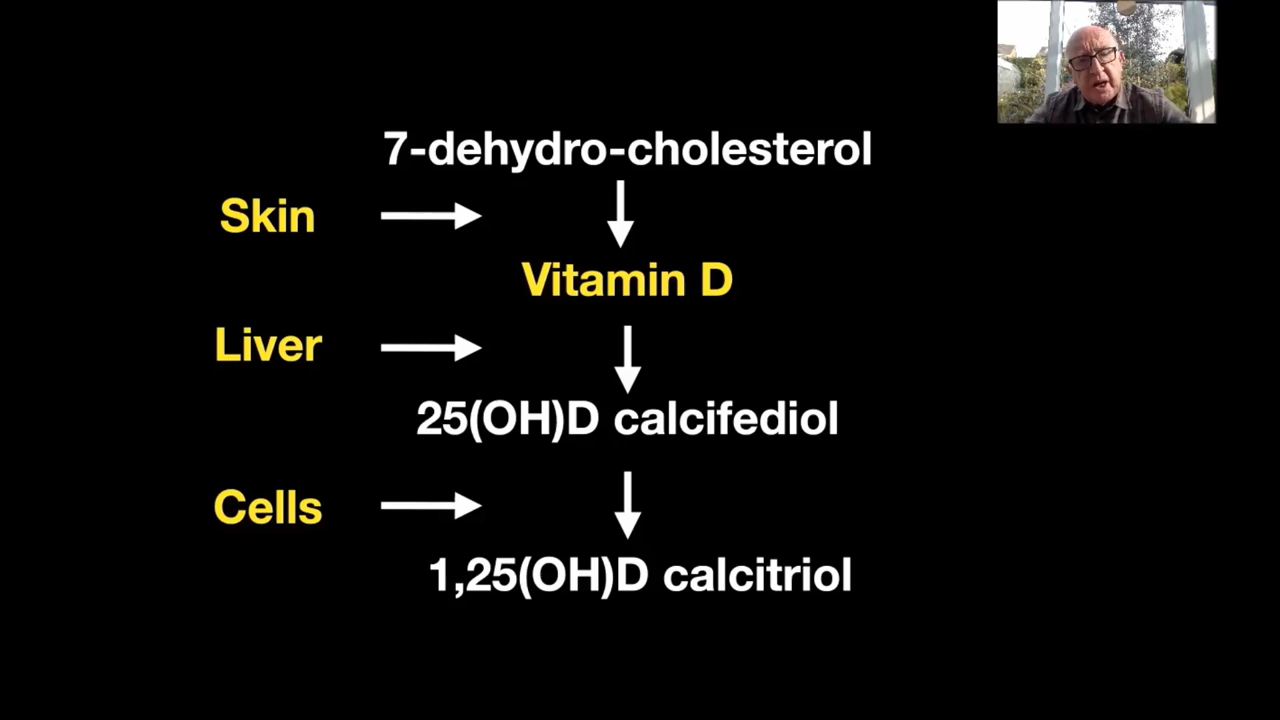 7-dehydro-cholesterol
Skin
Vitamin D
Liver
25(OH)D calcifediol
Cells
1,25(OH)D calcitriol